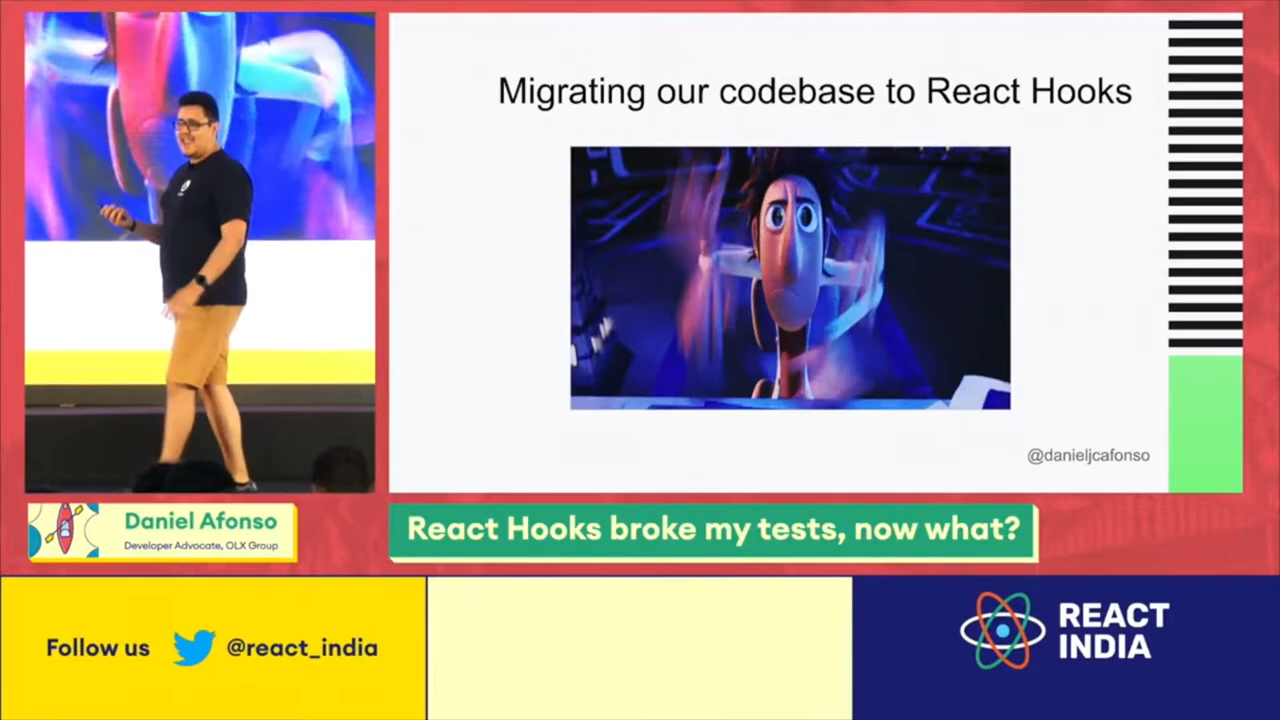 Migrating our codebase to React Hooks
@danieljcafonso
Daniel Afonso
Developer Advocate, OLX Group
React Hooks broke my tests, now what?
Follow us @react_india
REACT
INDIA